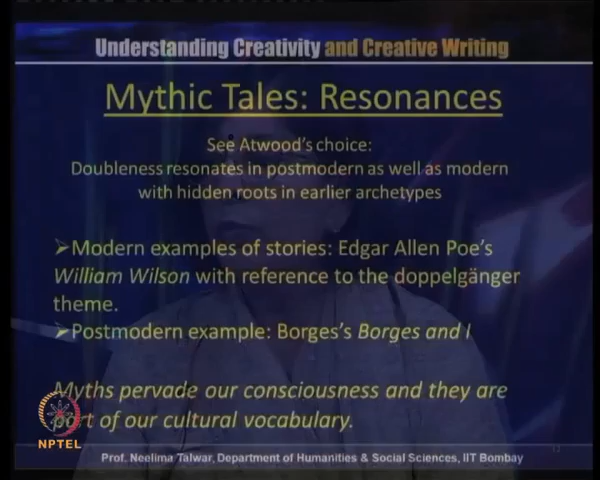 Understanding Creativity and Creative Writing
Mythic Tales: Resonances
See Atwood's choice:
Doubleness resonates in postmodern as well as modern
with hidden roots in earlier archetypes
➢Modern examples of stories: Edgar Allen Poe's
William Wilson with reference to the doppelgänger
theme.
➢Postmodern example: Borges's Borges and I
Myths pervade our consciousness and they are
part of our cultural vocabulary.
NPTEL
Prof. Neelima Talwar, Department of Humanities & Social Sciences, IIT Bombay